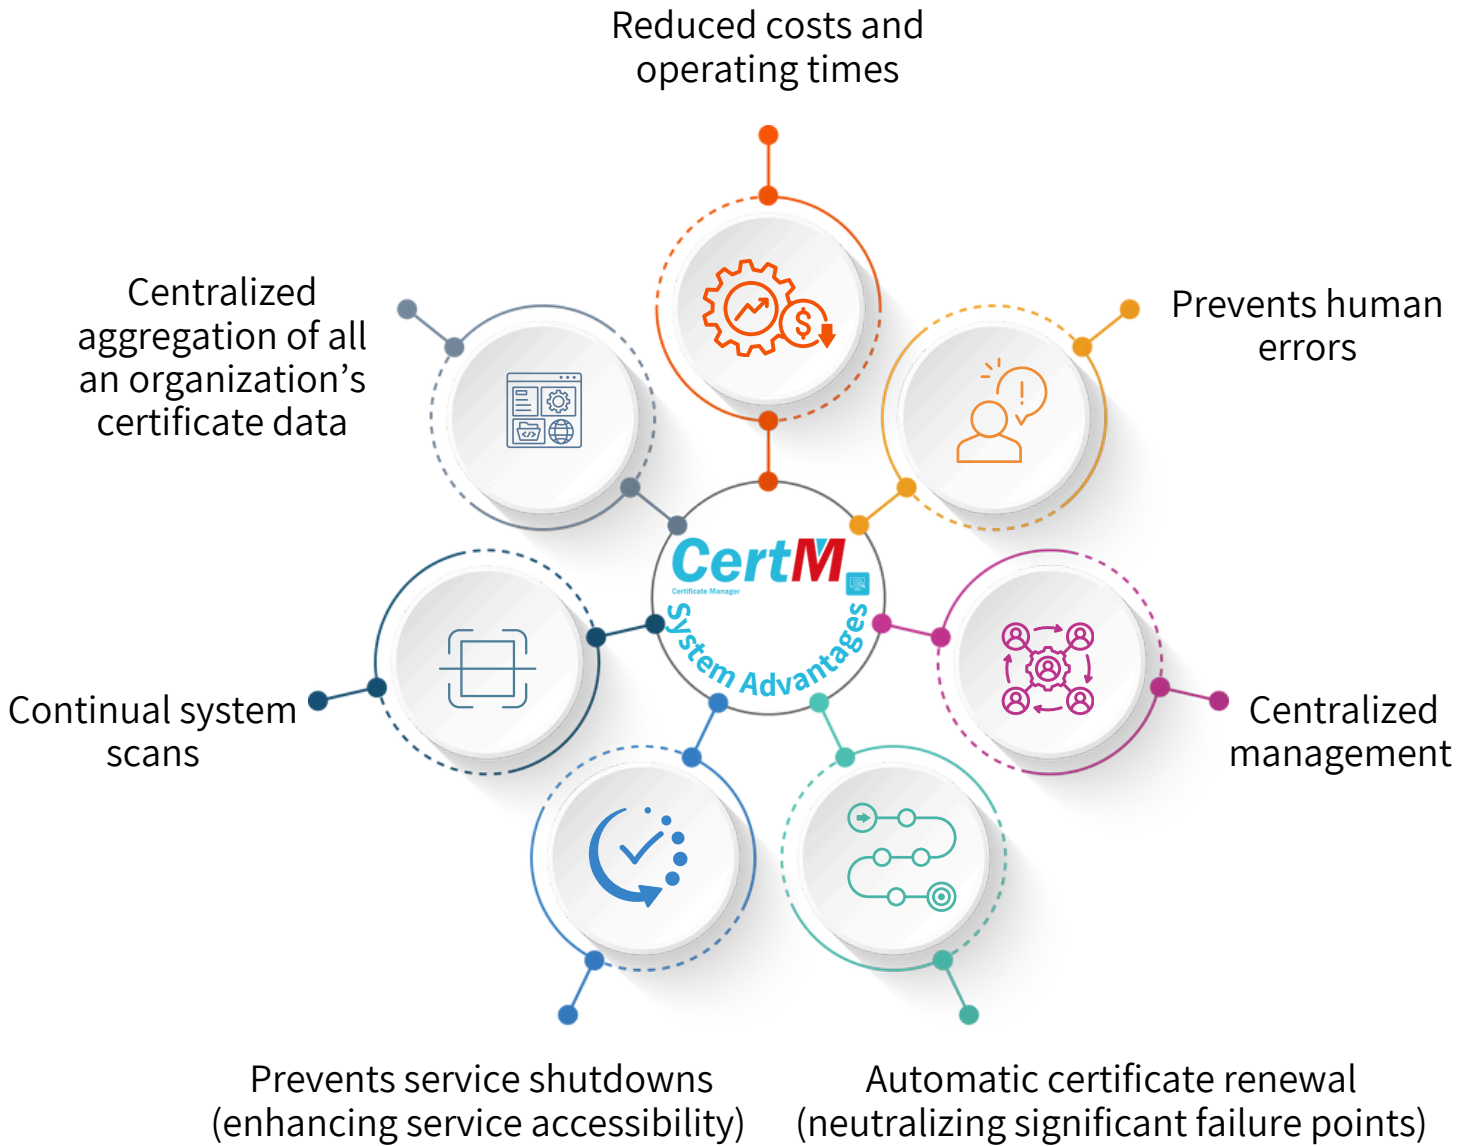 Reduced costs and
operating times
Centralized
aggregation of all
an organization’s
certificate data
Prevents human
errors
CertM
Certificate Manager
System Advantages
$
!
</>
Continual system
scans
Centralized
management
Prevents service shutdowns
(enhancing service accessibility)
Automatic certificate renewal
(neutralizing significant failure points)